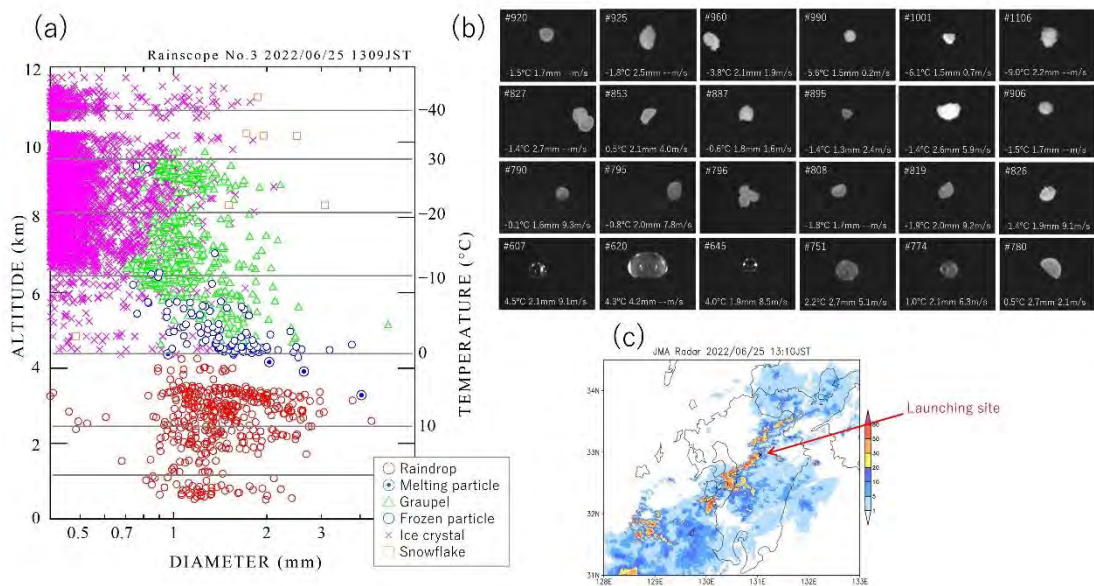 (a)
Rainscope No.3 2022/06/25 1309JST
ALTITUDE (km)
12
10
8
6
4
2
0
0.5
0.7
1
2
3
DIAMETER (mm)
TEMPERATURE (°C)
-40
30
-20
-10
0
10
Raindrop
Melting particle
Graupel
Frozen particle
Ice crystal
Snowflake
(b)
#920
-1.5°C 1.7mm --m/s
#925
-1.8°C 2.5mm --m/s
#960
-3.8°C 2.1mm 1.9m/s
#990
-5.6°C 1.5mm 0.2m/s
#1001
-6.1°C 1.5mm 0.7m/s
#1106
-9.0°C 2.2mm --m/s
#827
-1.4°C 2.7mm --m/s
#853
0.5°C 2.1mm 4.0m/s
#887
-0.6°C 1.8mm 1.6m/s
#895
-1.4°C 1.3mm 2.4m/s
-1.4°C 2.6mm 5.9m/s
#906
-1.5°C 1.7mm --m/s
#790
-0.1°C 1.6mm 9.3m/s
#795
-0.8°C 2.0mm 7.8m/s
#796
#808
-1.8°C 1.7mm --m/s
#819
-1.9°C 2.0mm 9.2m/s
#826
-1.4°C 1.9mm 9.1m/s
#607
4.5°C 2.1mm 9.1m/s
#620
4.3°C 4.2mm --m/s
#645
4.0°C 1.9mm 8.5m/s
#751
2.2°C 2.7mm 5.1m/s
#774
1.0°C 2.1mm 6.3m/s
#780
0.5°C 2.7mm 2.1m/s
(c)
JMA Radar 2022/06/25 13:10JST
34N
33N
32N
31N
128E
129E
130E
131E
132E
133E
Launching site
50
30
20
10
5
1